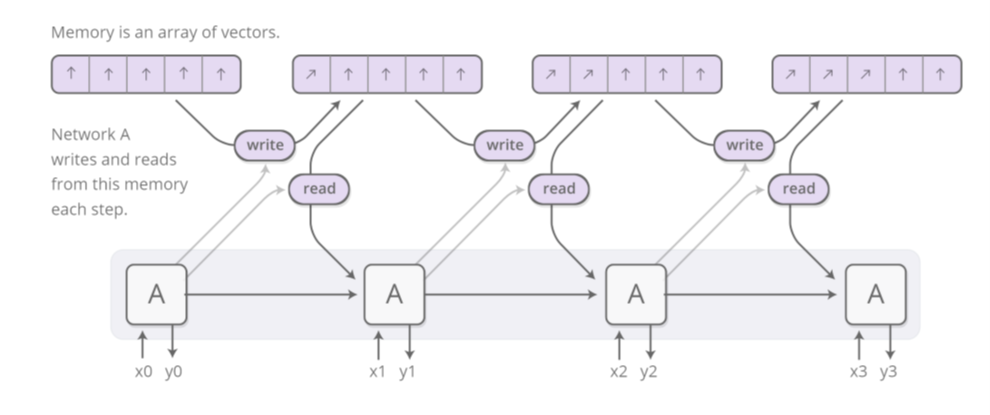 Memory is an array of vectors.
Network A
writes and reads
from this memory
each step.
write
write
write
read
read
read
A
A
A
A
x0 y0
x1 y1
x2 y2
x3 y3